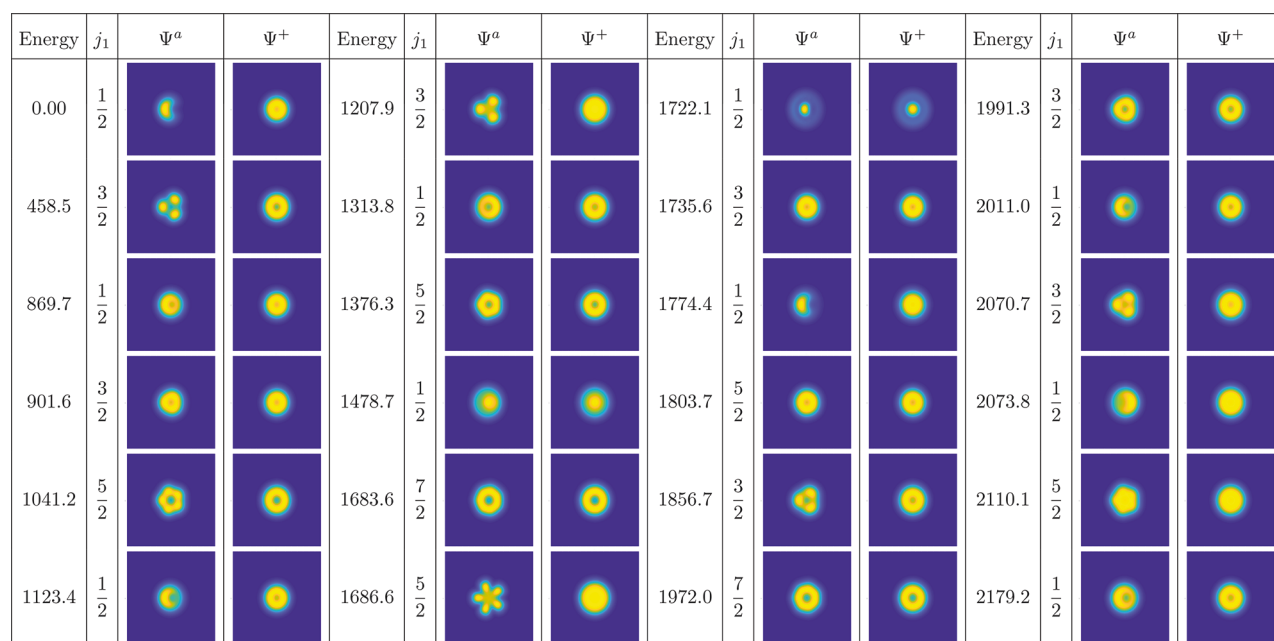 Energy j₁ Ψᵃ Ψ⁺ Energy j₁ Ψᵃ Ψ⁺ Energy j₁ Ψᵃ Ψ⁺ Energy j₁ Ψᵃ Ψ⁺
0.00 1/2 1207.9 3/2 1722.1 1/2 1991.3 3/2
458.5 3/2 1313.8 1/2 1735.6 3/2 2011.0 1/2
869.7 1/2 1376.3 5/2 1774.4 1/2 2070.7 3/2
901.6 3/2 1478.7 1/2 1803.7 5/2 2073.8 1/2
1041.2 5/2 1683.6 7/2 1856.7 3/2 2110.1 5/2
1123.4 1/2 1686.6 5/2 1972.0 7/2 2179.2 1/2